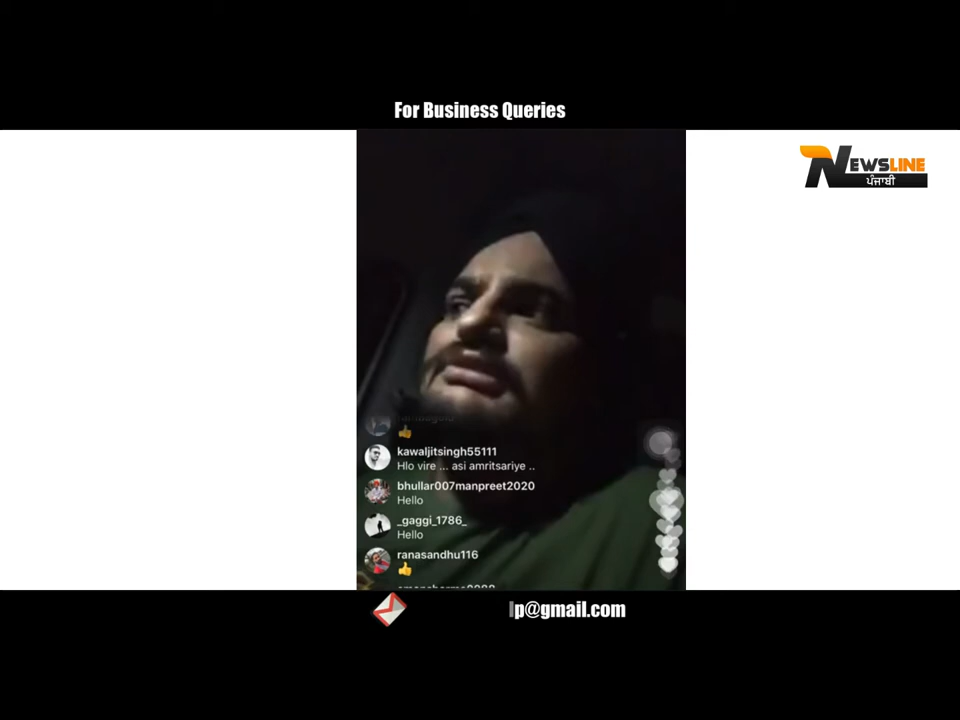 For Business Queries
NEWSLINE
ਪੰਜਾਬੀ
kawaljitsingh55111
Hlo vire ... asi amritsariye ..
bhullar007manpreet2020
Hello
_gaggi_1786_
Hello
ranasandhu116
p@gmail.com